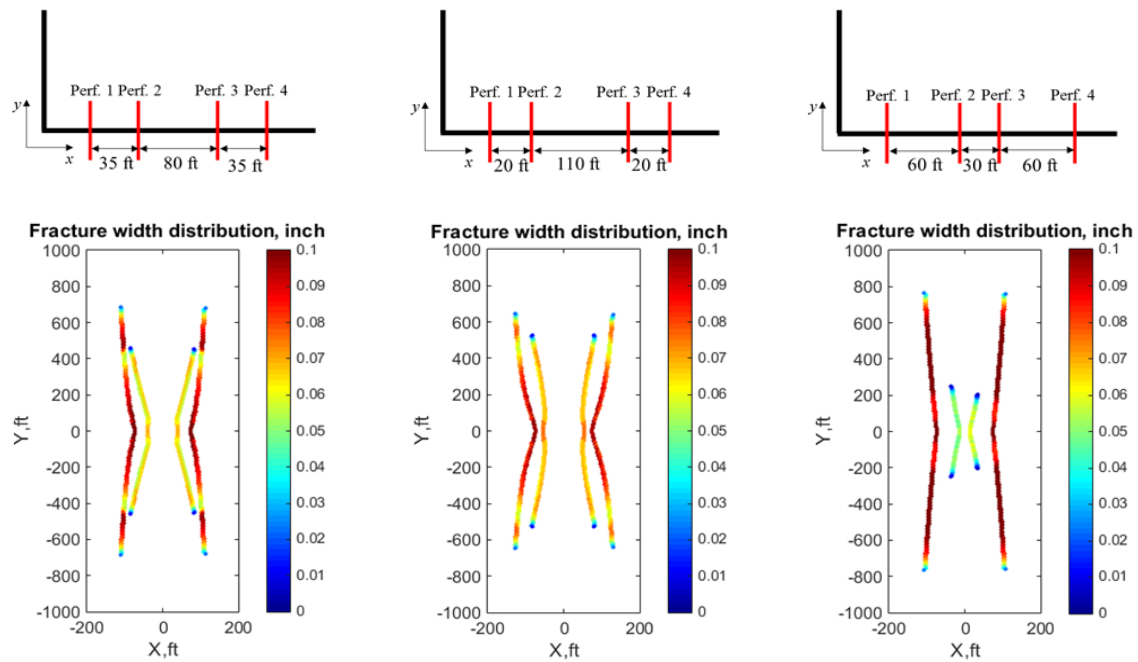 Perf. 1 Perf. 2 Perf. 3 Perf. 4
y
x
35 ft 80 ft 35 ft
Perf. 1 Perf. 2 Perf. 3 Perf. 4
y
x
20 ft 110 ft 20 ft
Perf. 1 Perf. 2 Perf. 3 Perf. 4
y
x
60 ft 30 ft 60 ft
Fracture width distribution, inch
1000
800
600
400
200
0
-200
-400
-600
-800
-1000
Y,ft
-200 0 200
X,ft
0.1
0.09
0.08
0.07
0.06
0.05
0.04
0.03
0.02
0.01
0
Fracture width distribution, inch
1000
800
600
400
200
0
-200
-400
-600
-800
-1000
Y,ft
-200 0 200
X,ft
0.1
0.09
0.08
0.07
0.06
0.05
0.04
0.03
0.02
0.01
0
Fracture width distribution, inch
1000
800
600
400
200
0
-200
-400
-600
-800
-1000
Y,ft
-200 0 200
X,ft
0.1
0.09
0.08
0.07
0.06
0.05
0.04
0.03
0.02
0.01
0